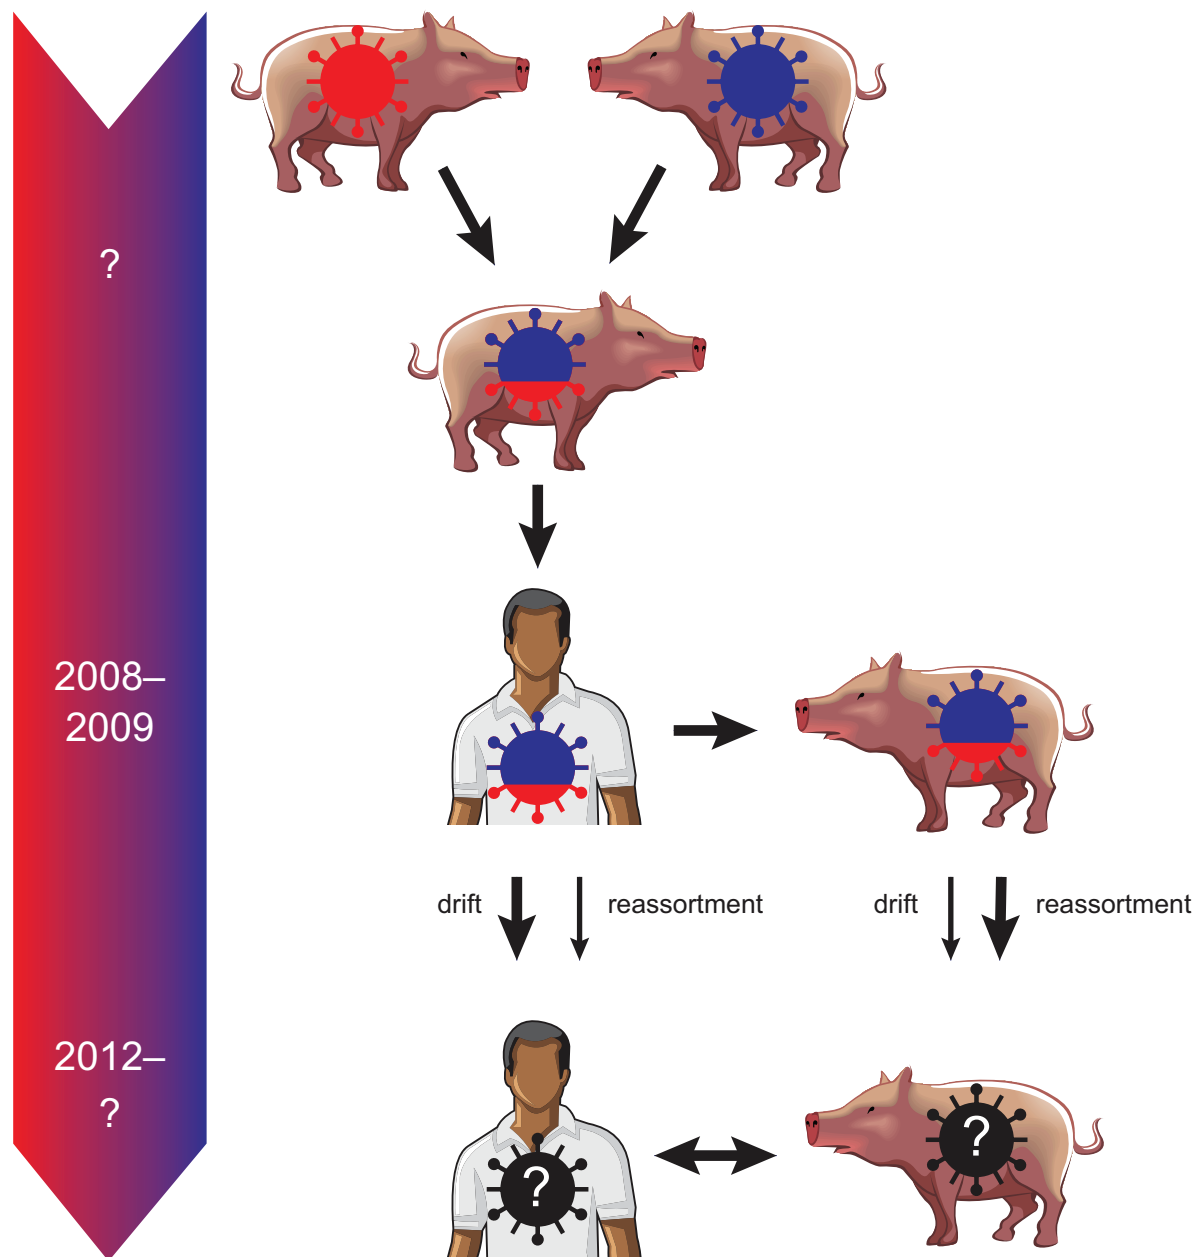 ?
2008–
2009
drift
reassortment
drift
reassortment
2012–
?
?
?